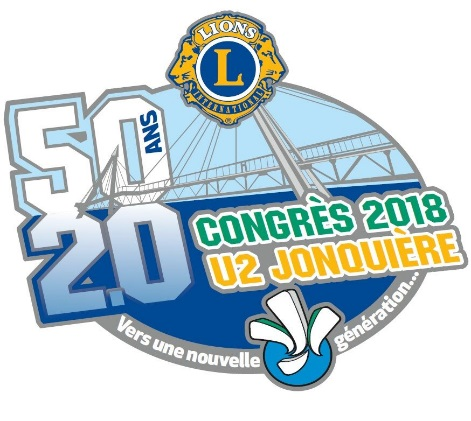 LIONS
L
INTERNATIONAL
®
50
ANS
2.0
CONGRÈS 2018
U2 JONQUIÈRE
Vers une nouvelle génération...